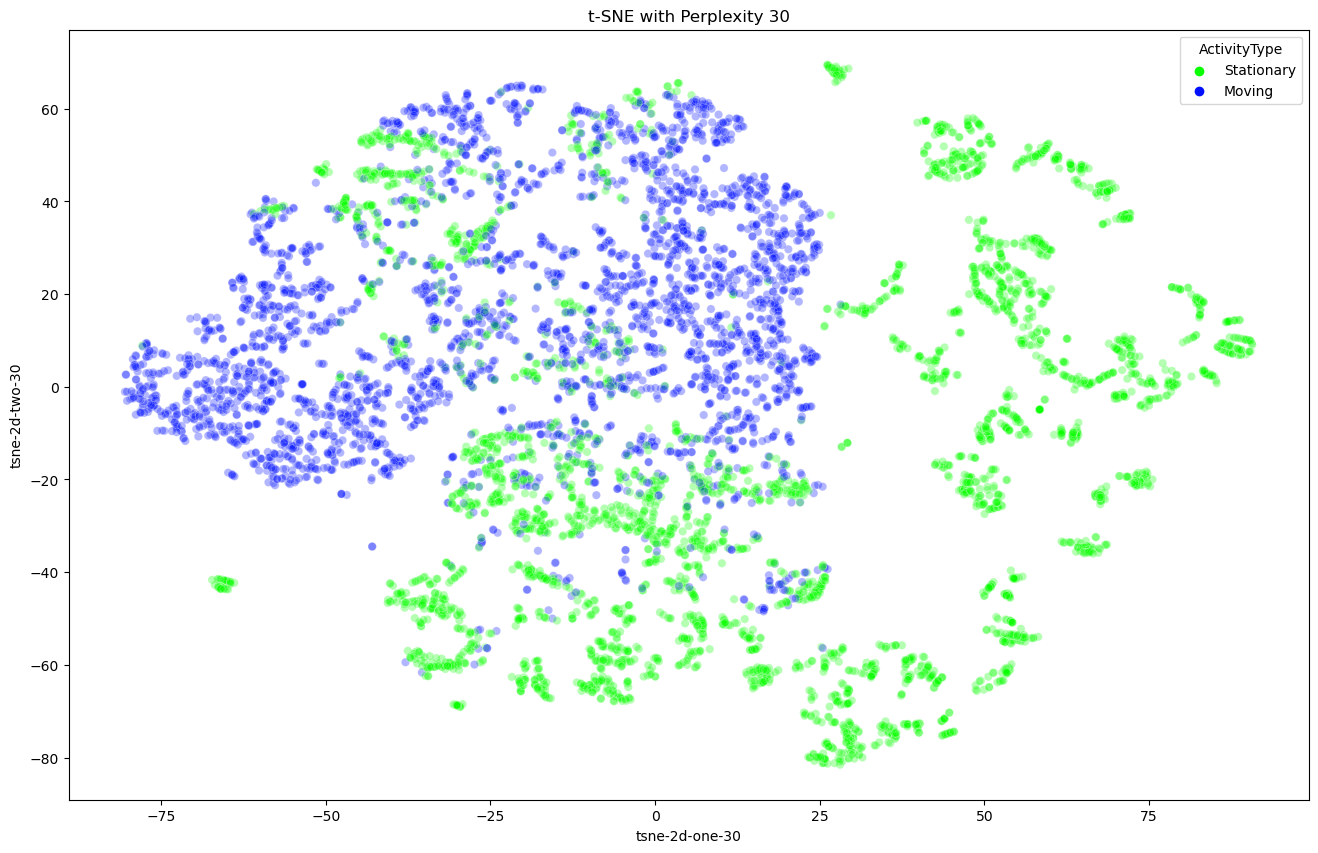 t-SNE with Perplexity 30
ActivityType
Stationary
Moving
60
40
20
0
−20
−40
−60
−80
tsne-2d-two-30
−75
−50
−25
0
25
50
75
tsne-2d-one-30